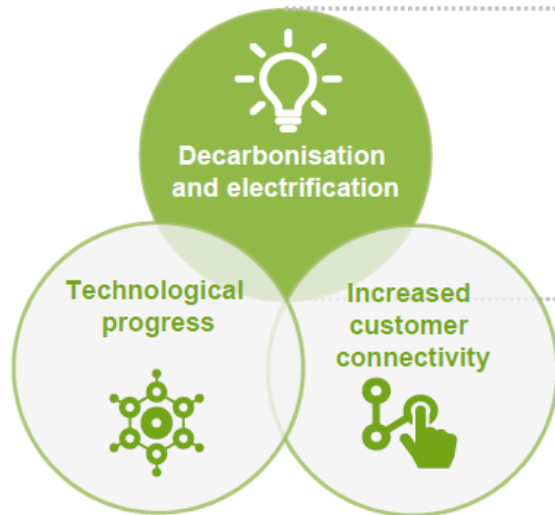 Decarbonisation
and electrification
Technological
progress
Increased
customer
connectivity